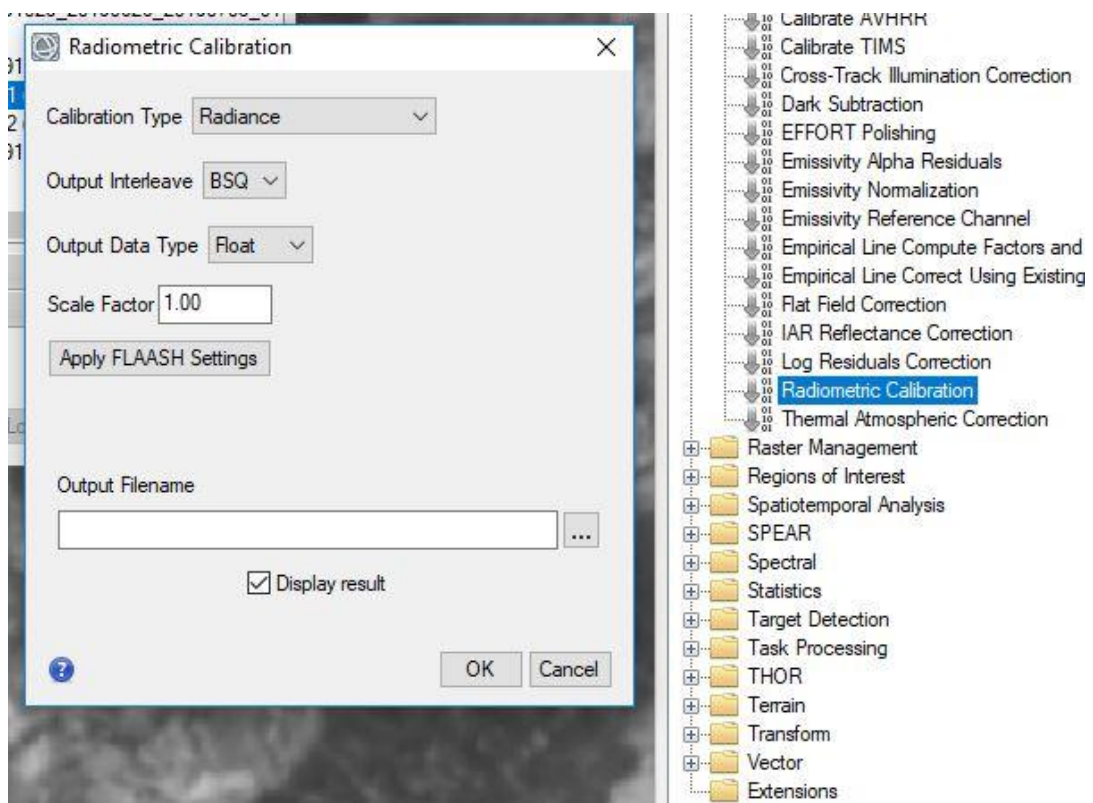 Radiometric Calibration
Calibration Type Radiance
Output Interleave BSQ
Output Data Type Float
Scale Factor 1.00
Apply FLAASH Settings
Output Filename
...
Display result
? OK Cancel
Calibrate AVHRR
Calibrate TIMS
Cross-Track Illumination Correction
Dark Subtraction
EFFORT Polishing
Emissivity Alpha Residuals
Emissivity Normalization
Emissivity Reference Channel
Empirical Line Compute Factors and
Empirical Line Correct Using Existing
Flat Field Correction
IAR Reflectance Correction
Log Residuals Correction
Radiometric Calibration
Thermal Atmospheric Correction
Raster Management
Regions of Interest
Spatiotemporal Analysis
SPEAR
Spectral
Statistics
Target Detection
Task Processing
THOR
Terrain
Transform
Vector
Extensions